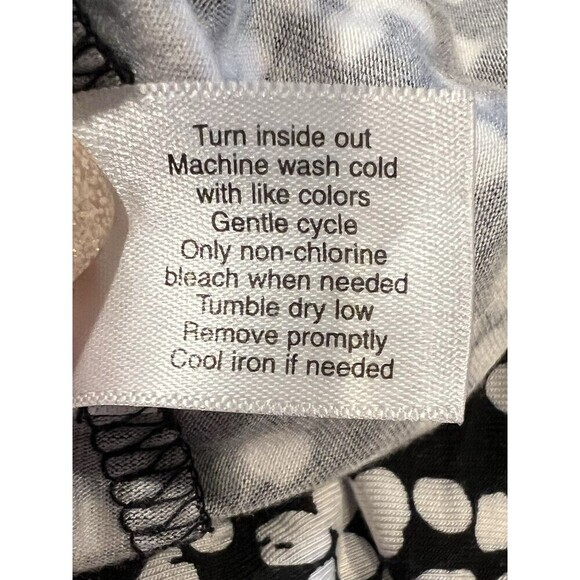 Turn inside out
Machine wash cold
with like colors
Gentle cycle
Only non-chlorine
bleach when needed
Tumble dry low
Remove promptly
Cool iron if needed